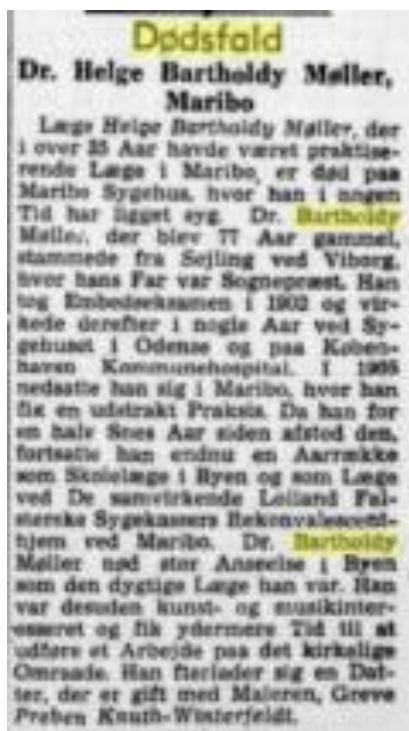 Dødsfald
Dr. Helge Bartholdy Møller,
Maribo
Læge Helge Bartholdy Møller, der
i over 35 Aar havde været praktise-
rende Læge i Maribo, er død paa
Maribo Sygehus, hvor han i nogen
Tid har ligget syg. Dr. Bartholdy
Møller, der blev 77 Aar gammel,
stammede fra Sejling ved Viborg,
hvor hans Far var Sognepræst. Han
tog Embedseksamen i 1902 og vir-
kede derefter i nogle Aar ved Sy-
gehuset i Odense og paa Køben-
havns Kommunehospital. I
nedsatte han sig i Maribo, hvor han
fik en udstrakt Praksis. Da han for
en halv Snes Aar siden afstod den,
fortsatte han endnu en Aarrække
som Skolelæge i Byen og som Læge
ved De samvirkende Lolland Fal-
sterske Sygekassers Rekonvalescent-
hjem ved Maribo. Dr. Bartholdy
Møller nød stor Anseelse i Byen
som den dygtige Læge han var. Han
var desuden kunst- og musikinter-
esseret og fik ydermere Tid til at
udføre et Arbejde paa det kirkelige
Omraade. Han fterlader sig en Dat-
ter, der er gift med Maleren, Greve
Preben Knuth-Winterfeldt.